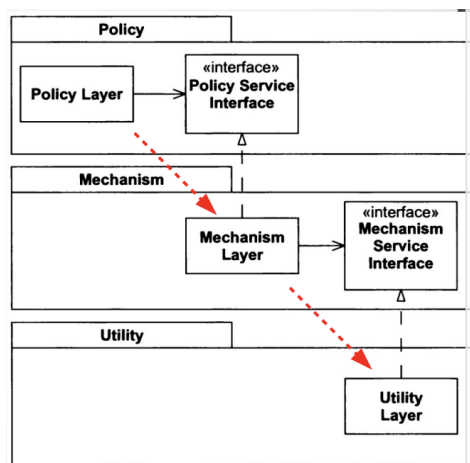 Policy
«interface»
Policy Layer
Policy Service
Interface
Mechanism
«interface»
Mechanism
Layer
Mechanism
Service
Interface
Utility
Utility
Layer